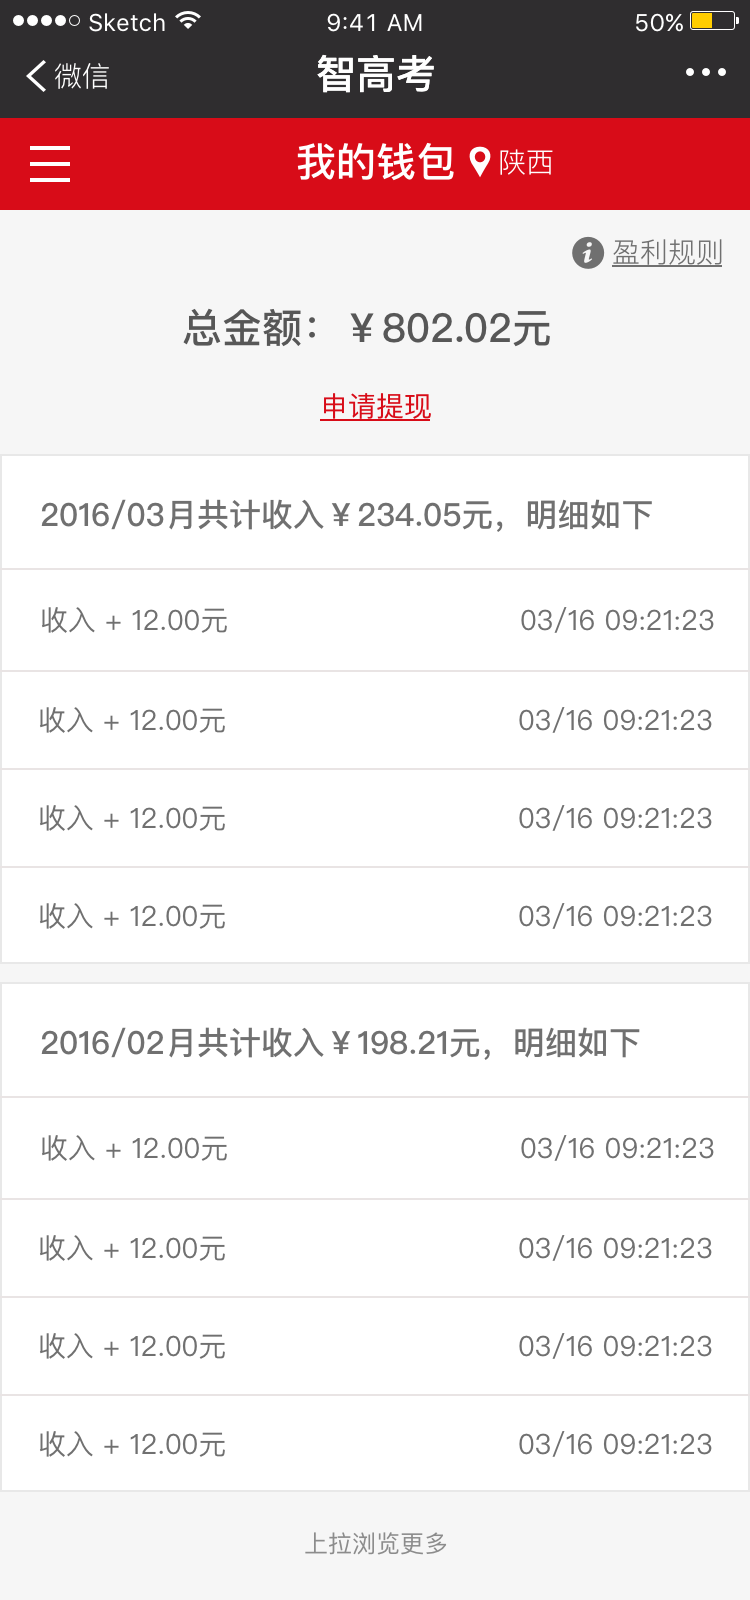 Sketch 9:41 AM 50%
微信 智高考
我的钱包 陕西
盈利规则
总金额：￥802.02元
申请提现
2016/03月共计收入￥234.05元，明细如下
收入 + 12.00元 03/16 09:21:23
收入 + 12.00元 03/16 09:21:23
收入 + 12.00元 03/16 09:21:23
收入 + 12.00元 03/16 09:21:23
2016/02月共计收入￥198.21元，明细如下
收入 + 12.00元 03/16 09:21:23
收入 + 12.00元 03/16 09:21:23
收入 + 12.00元 03/16 09:21:23
收入 + 12.00元 03/16 09:21:23
上拉浏览更多